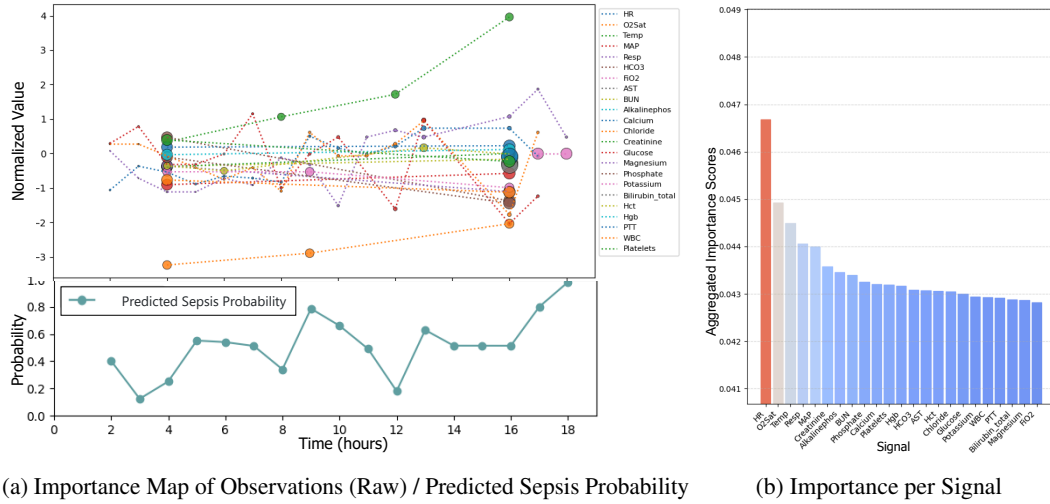 4
3
2
1
0
−1
−2
−3
Normalized Value
HR
O2Sat
Temp
MAP
Resp
HCO3
FiO2
AST
BUN
Alkalinephos
Calcium
Chloride
Creatinine
Glucose
Magnesium
Phosphate
Potassium
Bilirubin_total
Hct
Hgb
PTT
WBC
Platelets
1.0
0.8
0.6
0.4
0.2
0.0
Probability
Predicted Sepsis Probability
0 2 4 6 8 10 12 14 16 18
Time (hours)
0.049
0.047
0.045
0.044
0.043
0.042
0.041
Aggregated Importance Scores
HR
O2Sat
Temp
Resp
MAP
Creatinine
Alkalinephos
BUN
Phosphate
Calcium
Platelets
Hgb
HCO3
AST
Hct
Chloride
Glucose
Potassium
WBC
PTT
Bilirubin_total
Magnesium
FiO2
Signal
(a) Importance Map of Observations (Raw) / Predicted Sepsis Probability
(b) Importance per Signal